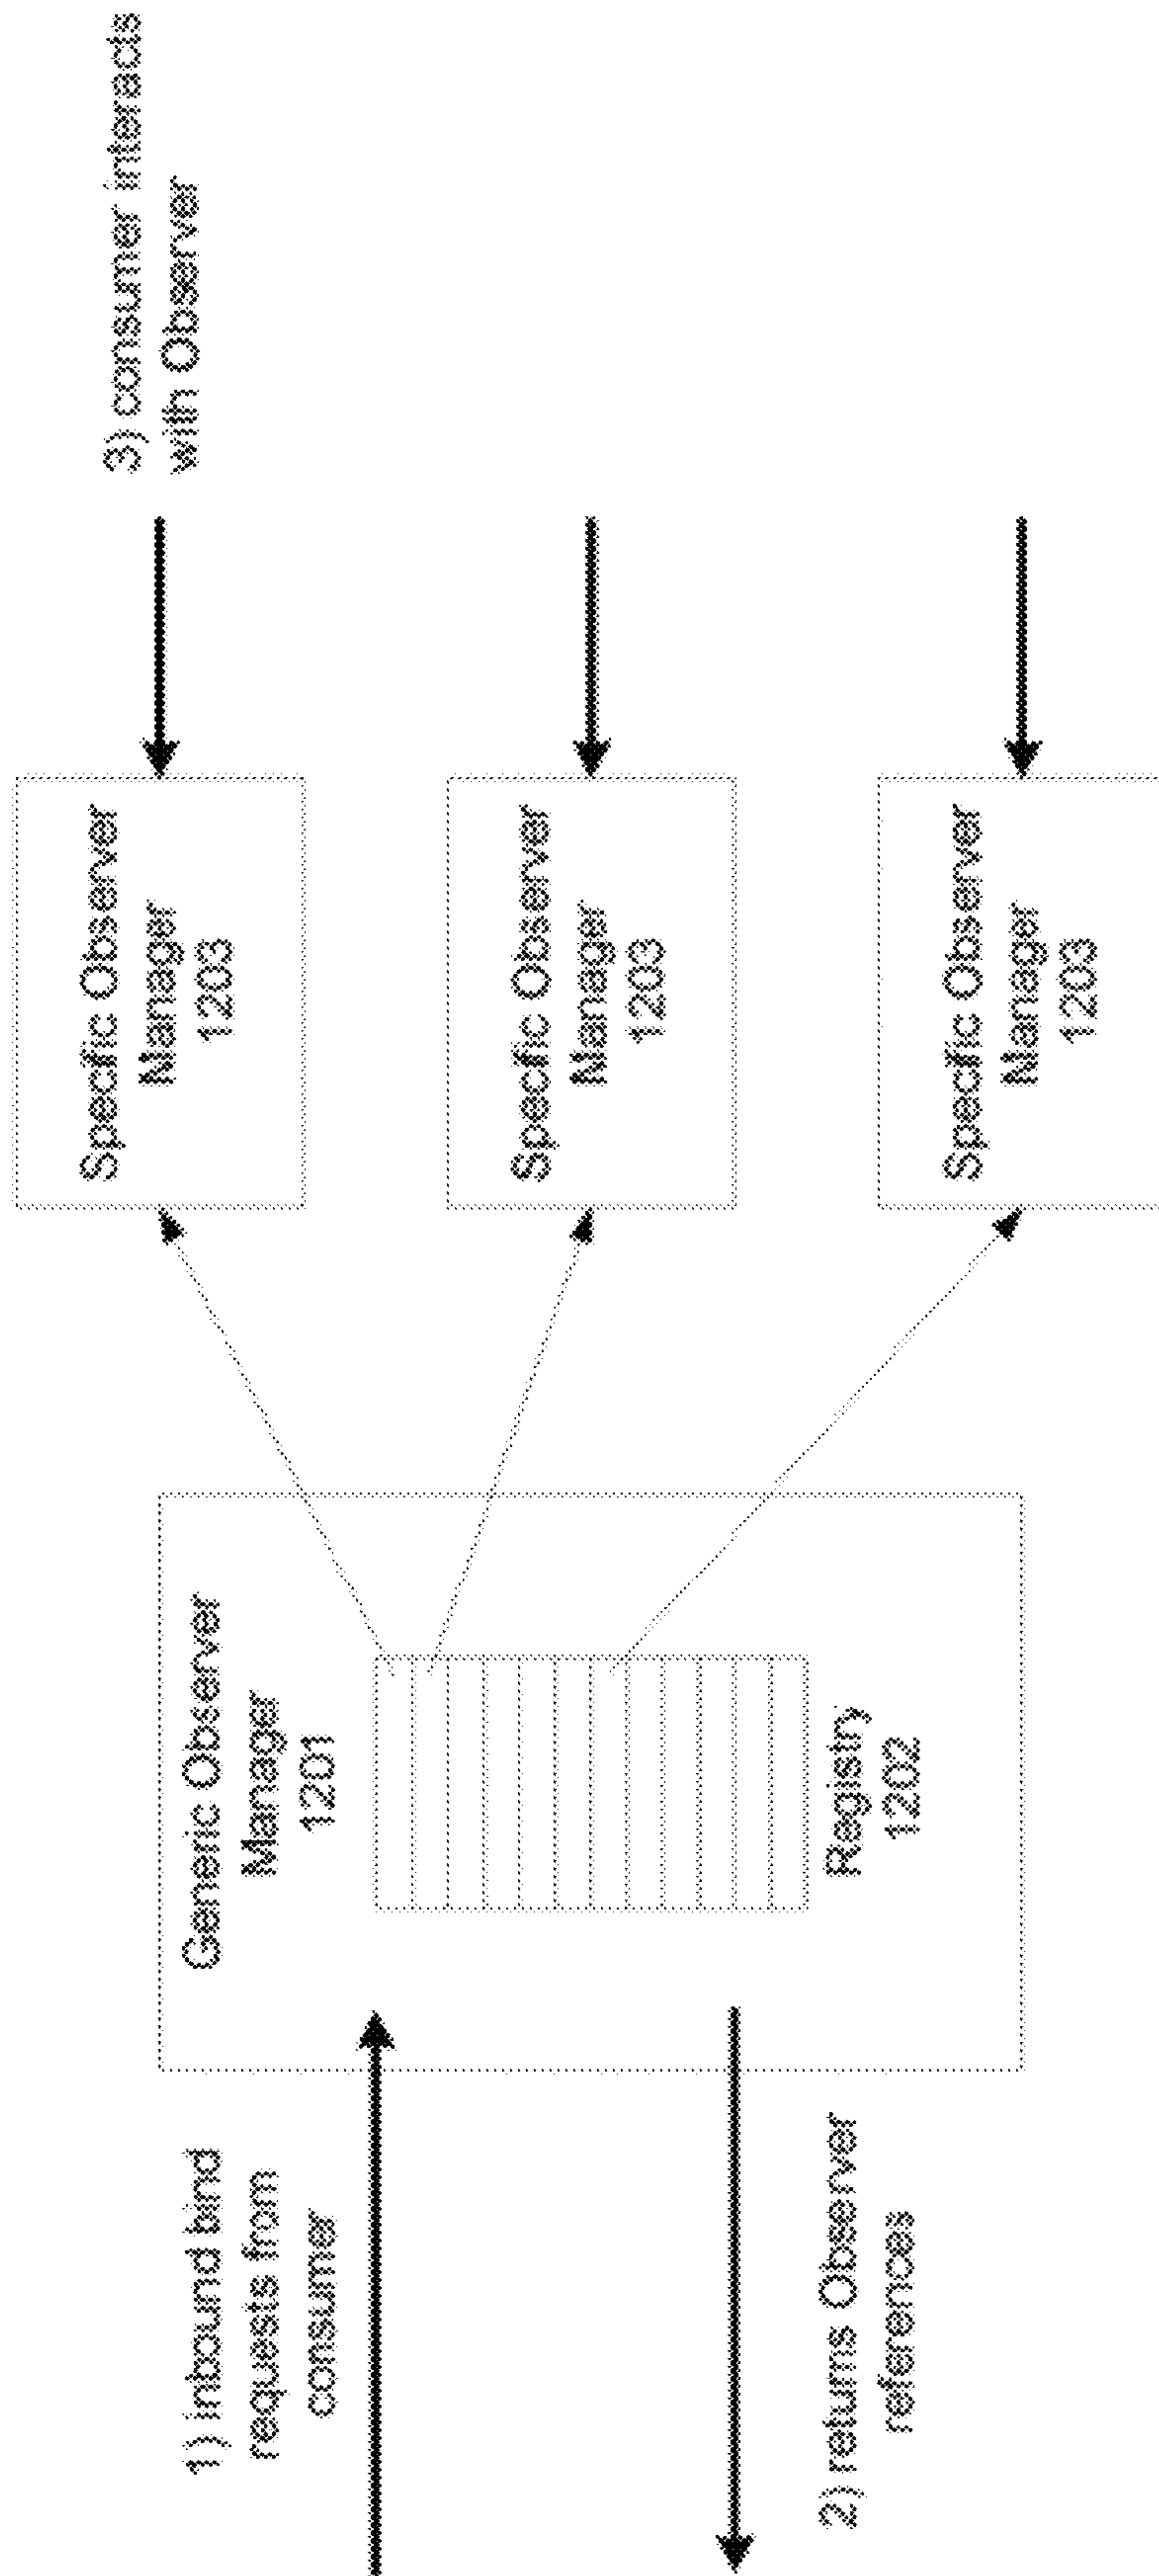 1) inbound bind
requests from
consumer
2) returns Observer
references
Generic Observer
Manager
1201
Registry
1202
Specific Observer
Manager
1203
Specific Observer
Manager
1203
Specific Observer
Manager
1203
3) consumer interacts
with Observer